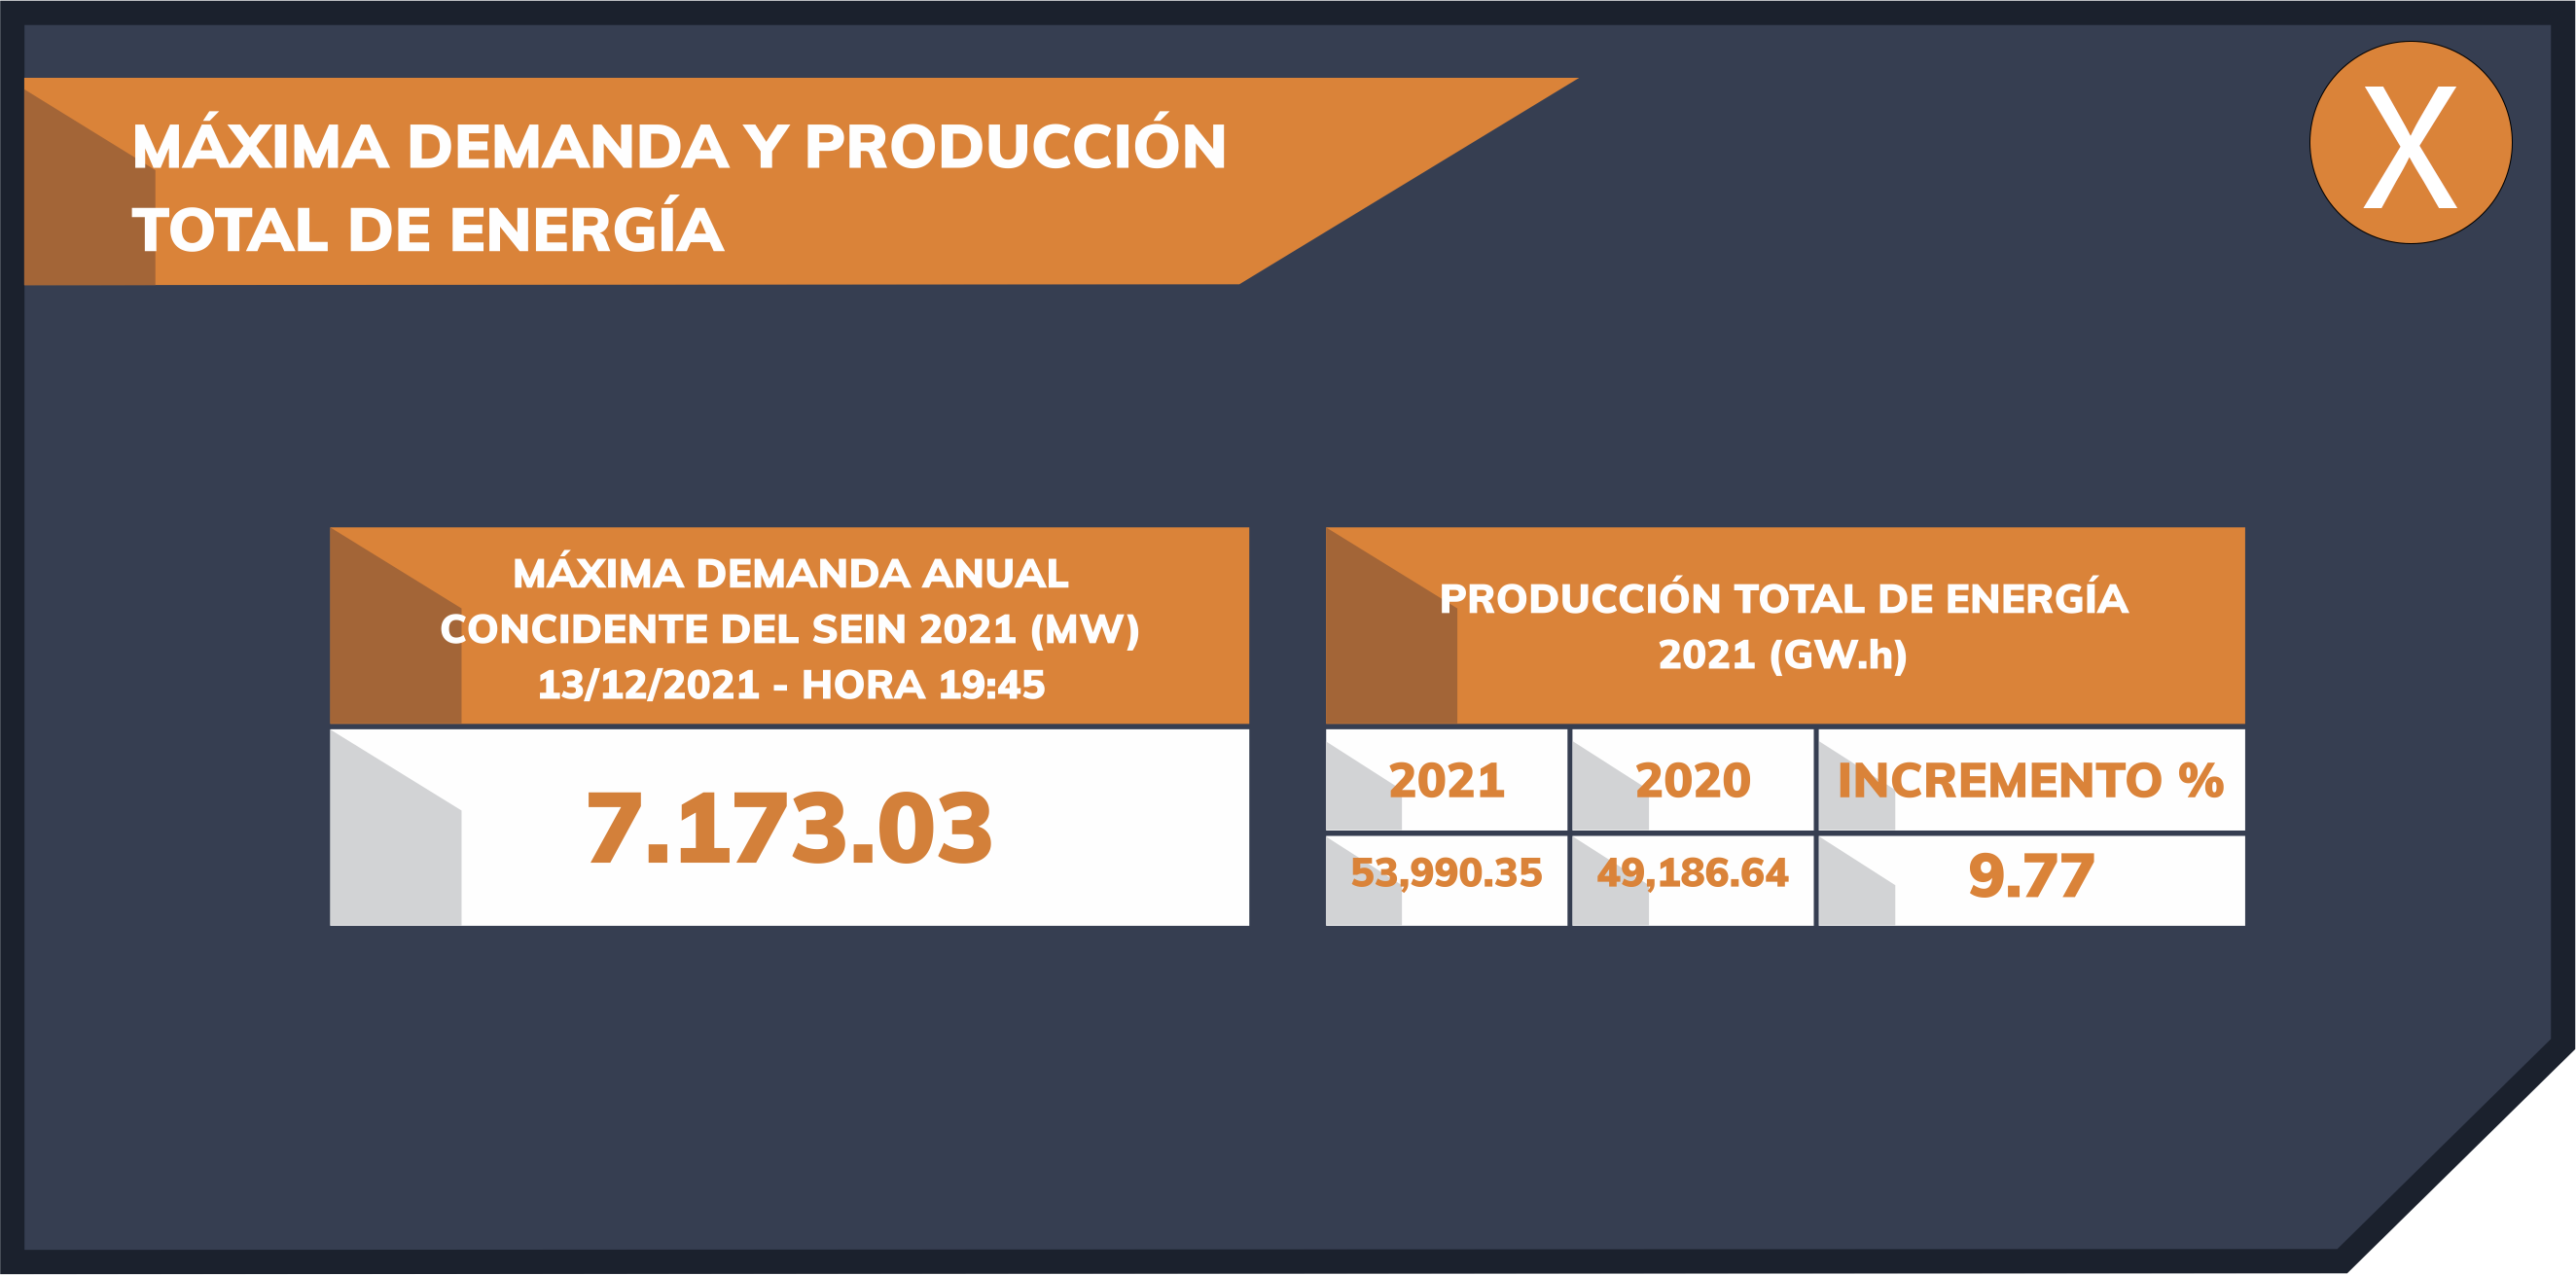 MÁXIMA DEMANDA Y PRODUCCIÓN
TOTAL DE ENERGÍA
X
MÁXIMA DEMANDA ANUAL
CONCIDENTE DEL SEIN 2021 (MW)
13/12/2021 - HORA 19:45
7.173.03
PRODUCCIÓN TOTAL DE ENERGÍA
2021 (GW.h)
2021 2020 INCREMENTO %
53,990.35 49,186.64 9.77